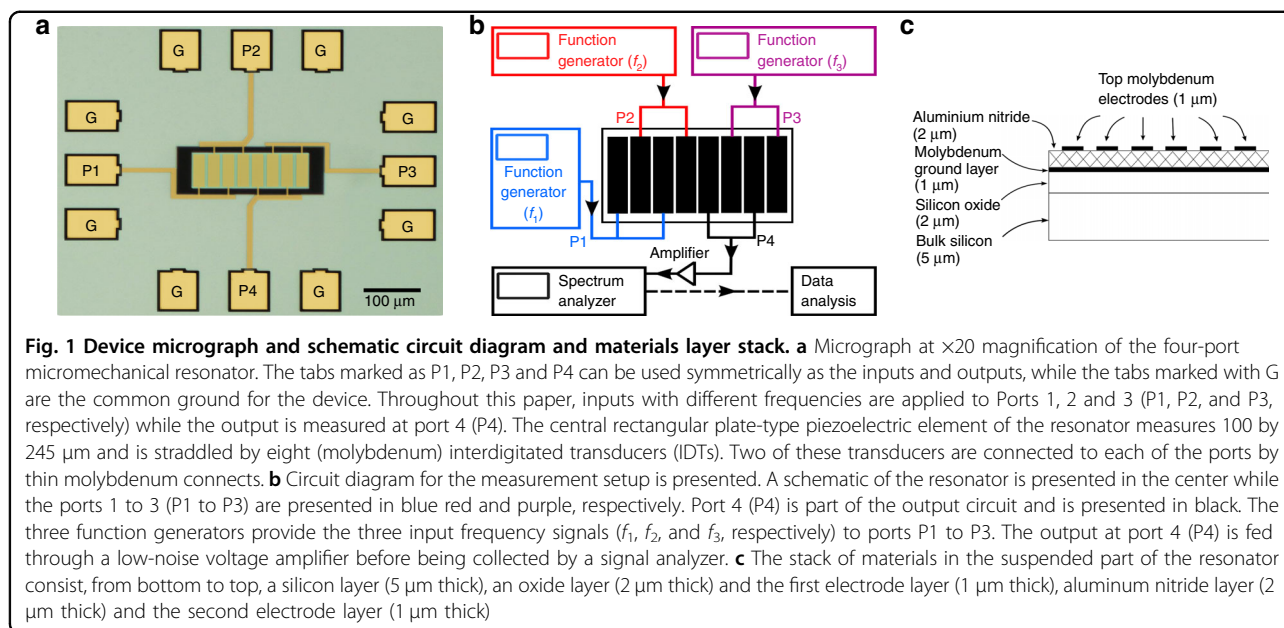 a
G
P2
G
G
G
P1
P3
G
G
G
P4
G
100 μm
b
Function
generator (f2)
Function
generator (f3)
P2
P3
Function
generator
(f1)
P1
P4
Amplifier
Spectrum
analyzer
Data
analysis
c
Top molybdenum
electrodes (1 μm)
Aluminium nitride
(2 μm)
Molybdenum
ground layer
(1 μm)
Silicon oxide
(2 μm)
Bulk silicon
(5 μm)
Fig. 1 Device micrograph and schematic circuit diagram and materials layer stack. a Micrograph at ×20 magnification of the four-port
micromechanical resonator. The tabs marked as P1, P2, P3 and P4 can be used symmetrically as the inputs and outputs, while the tabs marked with G
are the common ground for the device. Throughout this paper, inputs with different frequencies are applied to Ports 1, 2 and 3 (P1, P2, and P3,
respectively) while the output is measured at port 4 (P4). The central rectangular plate-type piezoelectric element of the resonator measures 100 by
245 μm and is straddled by eight (molybdenum) interdigitated transducers (IDTs). Two of these transducers are connected to each of the ports by
thin molybdenum connects. b Circuit diagram for the measurement setup is presented. A schematic of the resonator is presented in the center while
the ports 1 to 3 (P1 to P3) are presented in blue red and purple, respectively. Port 4 (P4) is part of the output circuit and is presented in black. The
three function generators provide the three input frequency signals (f1, f2, and f3, respectively) to ports P1 to P3. The output at port 4 (P4) is fed
through a low-noise voltage amplifier before being collected by a signal analyzer. c The stack of materials in the suspended part of the resonator
consist, from bottom to top, a silicon layer (5 μm thick), an oxide layer (2 μm thick) and the first electrode layer (1 μm thick), aluminum nitride layer (2
μm thick) and the second electrode layer (1 μm thick)